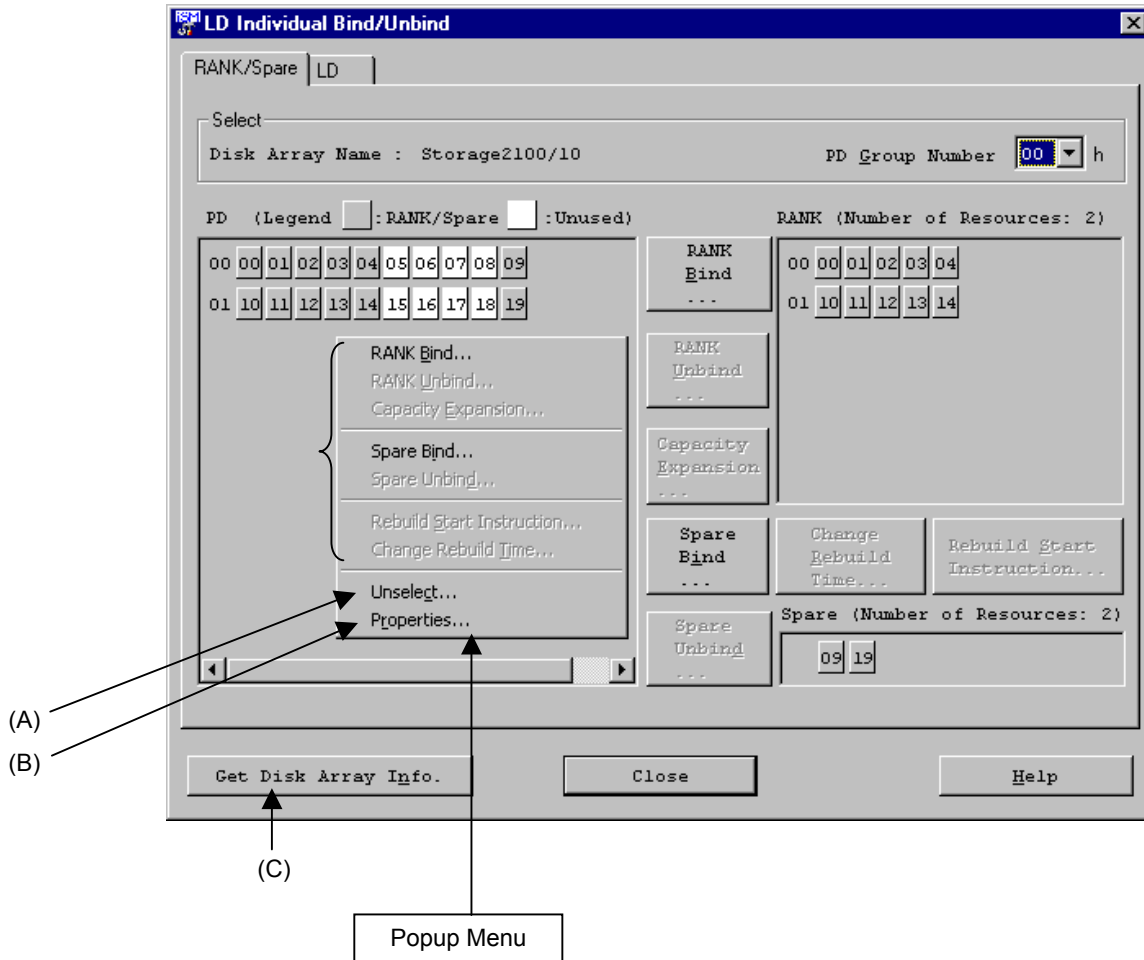 LD Individual Bind/Unbind
RANK/Spare LD
Select
Disk Array Name : Storage2100/10 PD Group Number 00 h
PD (Legend :RANK/Spare :Unused)
00 00 01 02 03 04 05 06 07 08 09
01 10 11 12 13 14 15 16 17 18 19
RANK Bind...
RANK Unbind...
Capacity Expansion...
Spare Bind...
Spare Unbind...
Rebuild Start Instruction...
Change Rebuild Time...
Unselect...
Properties...
RANK
Bind
...
RANK
Unbind
...
Capacity
Expansion
...
Spare
Bind
...
Spare
Unbind
...
RANK (Number of Resources: 2)
00 00 01 02 03 04
01 10 11 12 13 14
Change
Rebuild
Time...
Rebuild Start
Instruction...
Spare (Number of Resources: 2)
09 19
(A)
(B)
Get Disk Array Info. Close Help
(C)
Popup Menu